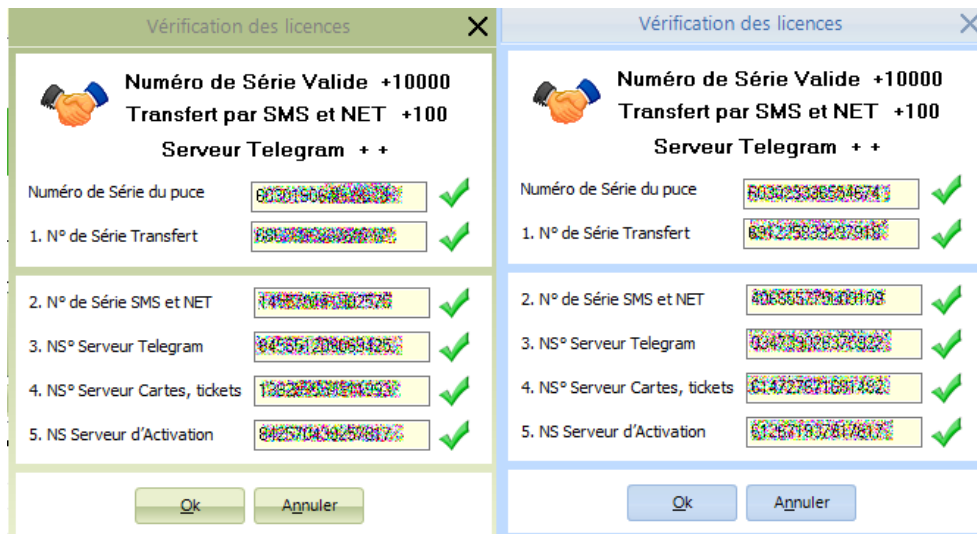 Vérification des licences
Numéro de Série Valide +10000
Transfert par SMS et NET +100
Serveur Telegram + +
Numéro de Série du puce
1. N° de Série Transfert
2. N° de Série SMS et NET
3. NS° Serveur Telegram
4. NS° Serveur Cartes, tickets
5. NS Serveur d'Activation
Ok Annuler
Vérification des licences
Numéro de Série Valide +10000
Transfert par SMS et NET +100
Serveur Telegram + +
Numéro de Série du puce
1. N° de Série Transfert
2. N° de Série SMS et NET
3. NS° Serveur Telegram
4. NS° Serveur Cartes, tickets
5. NS Serveur d'Activation
Ok Annuler